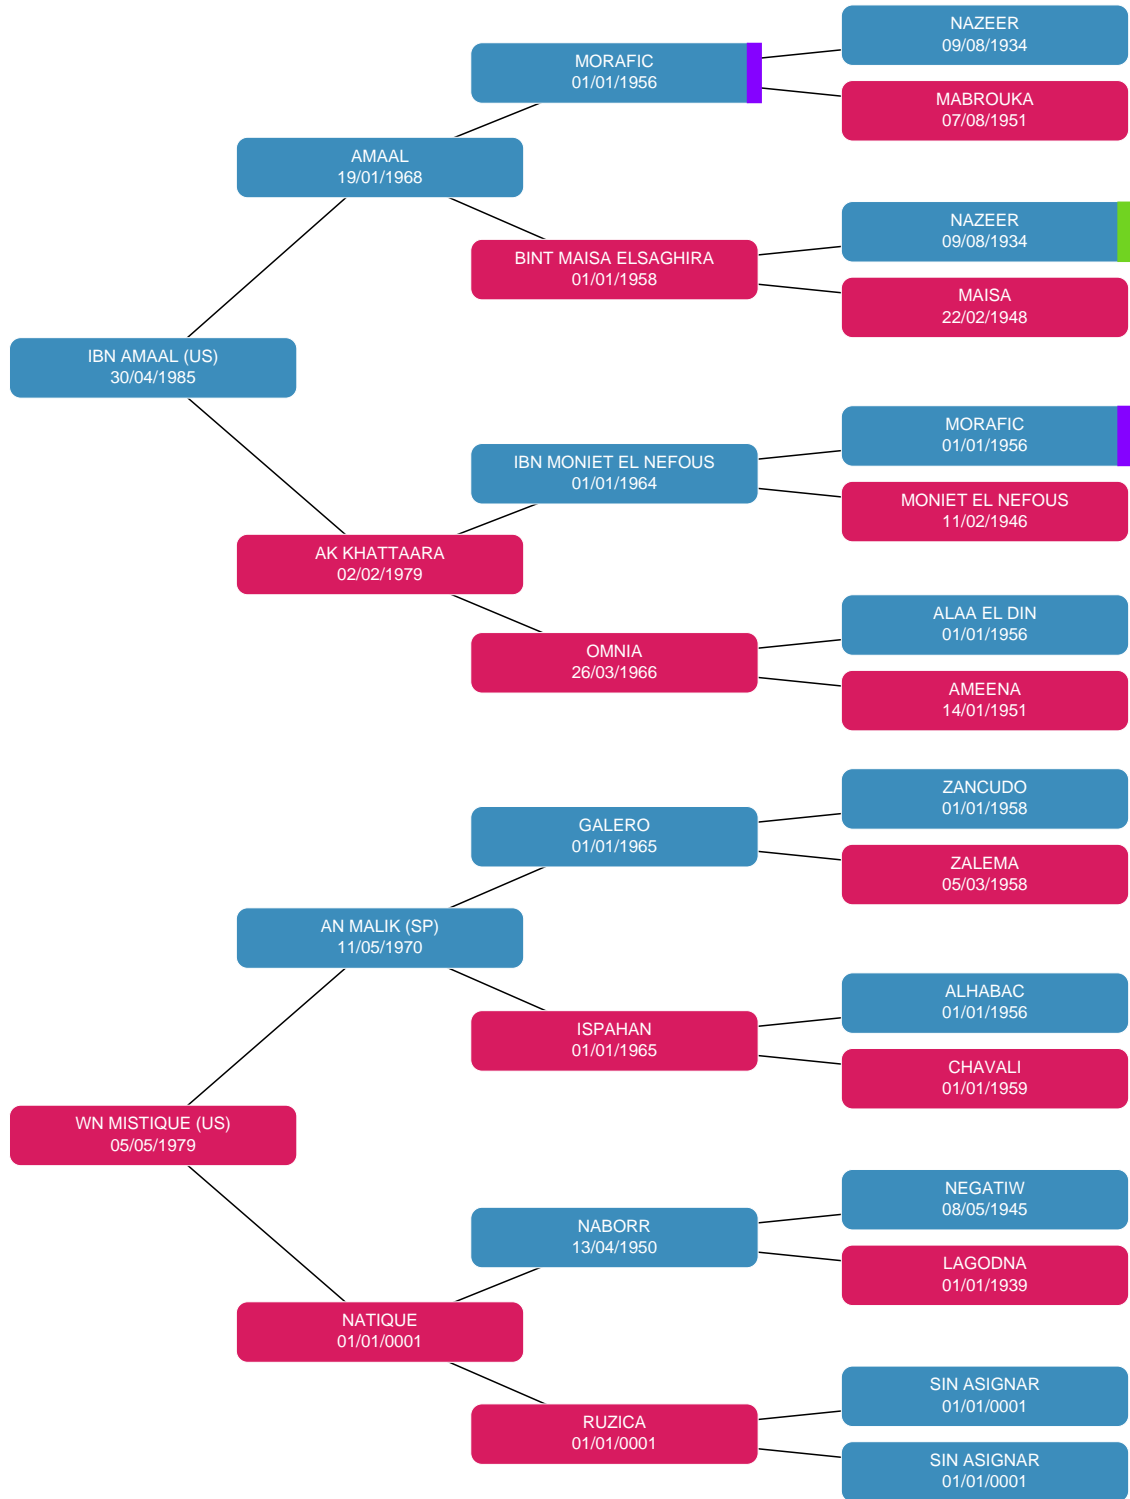 NAZEER
09/08/1934
MORAFIC
01/01/1956
MABROUKA
07/08/1951
AMAAL
19/01/1968
NAZEER
09/08/1934
BINT MAISA ELSAGHIRA
01/01/1958
MAISA
22/02/1948
IBN AMAAL (US)
30/04/1985
MORAFIC
01/01/1956
IBN MONIET EL NEFOUS
01/01/1964
MONIET EL NEFOUS
11/02/1946
AK KHATTAARA
02/02/1979
ALAA EL DIN
01/01/1956
OMNIA
26/03/1966
AMEENA
14/01/1951
ZANCUDO
01/01/1958
GALERO
01/01/1965
ZALEMA
05/03/1958
AN MALIK (SP)
11/05/1970
ALHABAC
01/01/1956
ISPAHAN
01/01/1965
CHAVALI
01/01/1959
WN MISTIQUE (US)
05/05/1979
NEGATIW
08/05/1945
NABORR
13/04/1950
LAGODNA
01/01/1939
NATIQUE
01/01/0001
SIN ASIGNAR
01/01/0001
RUZICA
01/01/0001
SIN ASIGNAR
01/01/0001